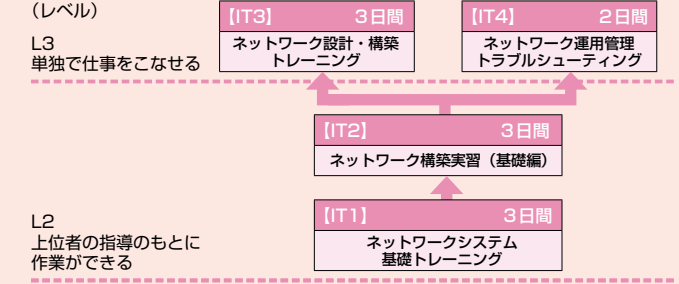 (レベル)
【IT3】 3日間
ネットワーク設計・構築
トレーニング
【IT4】 2日間
ネットワーク運用管理
トラブルシューティング
L3
単独で仕事をこなせる
【IT2】 3日間
ネットワーク構築実習(基礎編)
【IT1】 3日間
ネットワークシステム
基礎トレーニング
L2
上位者の指導のもとに
作業ができる